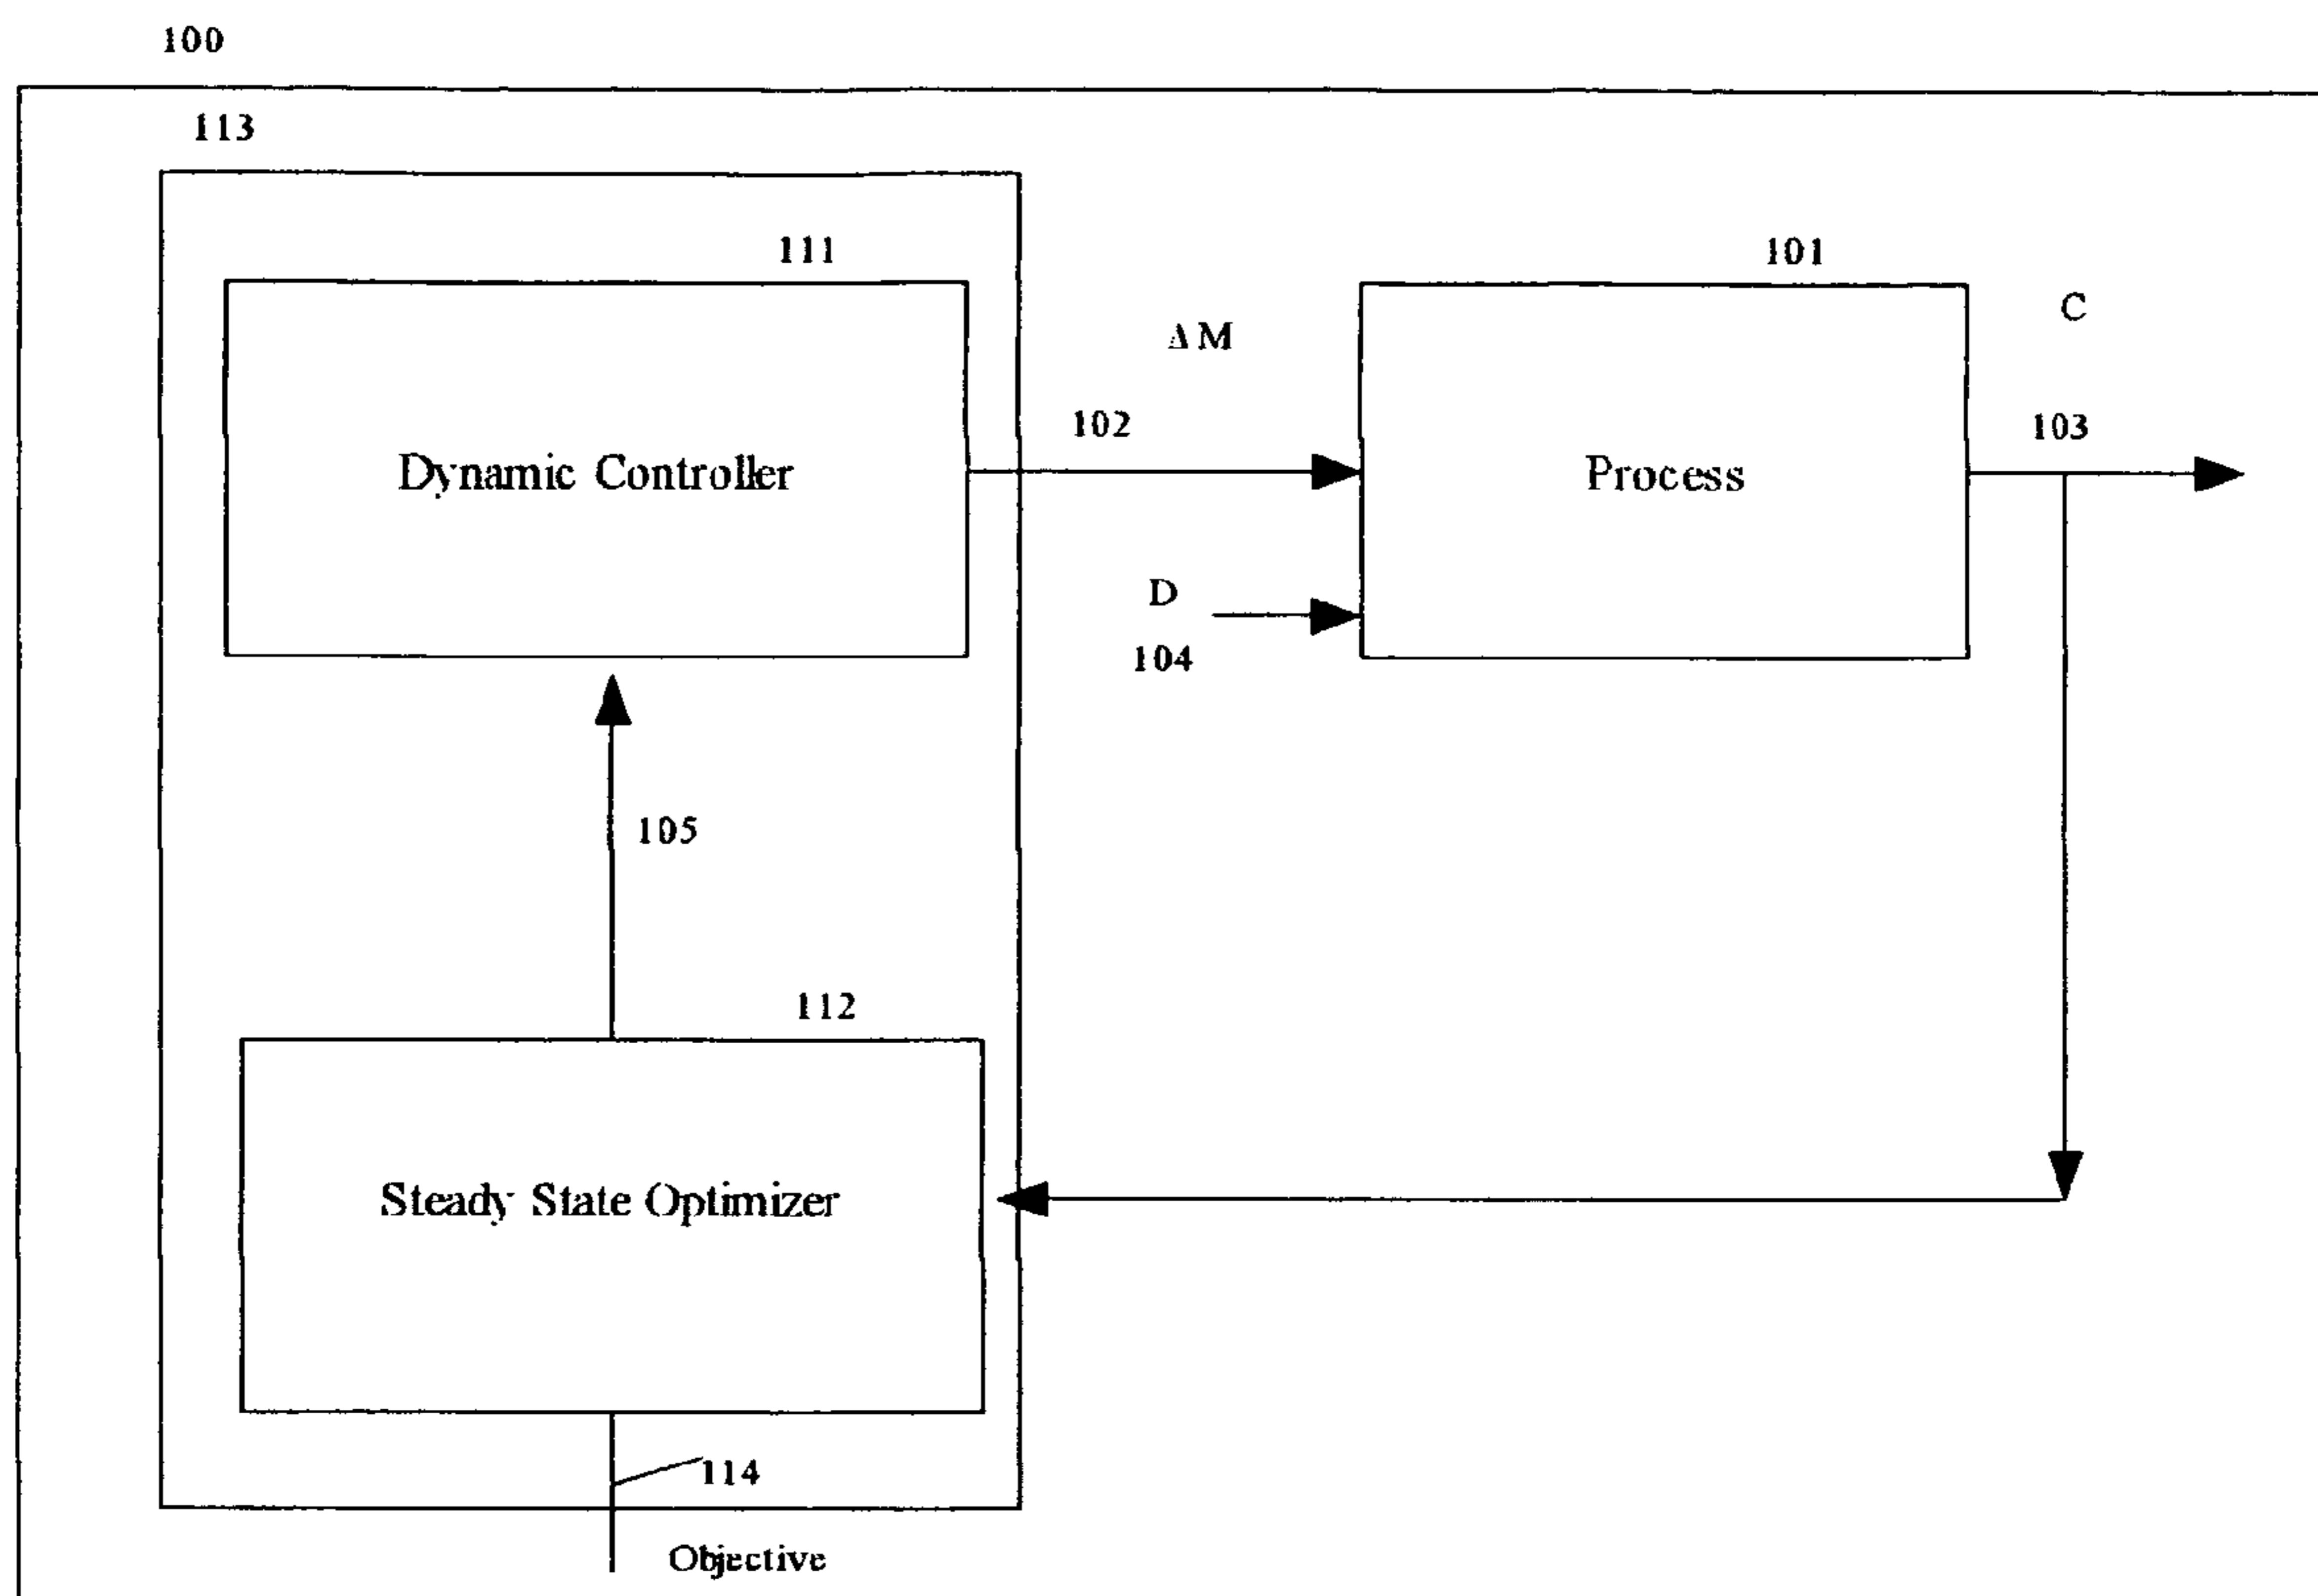 100
113
111
101
ΔM
C
102
103
Dynamic Controller
Process
D
104
105
112
Steady State Optimizer
114
Objective